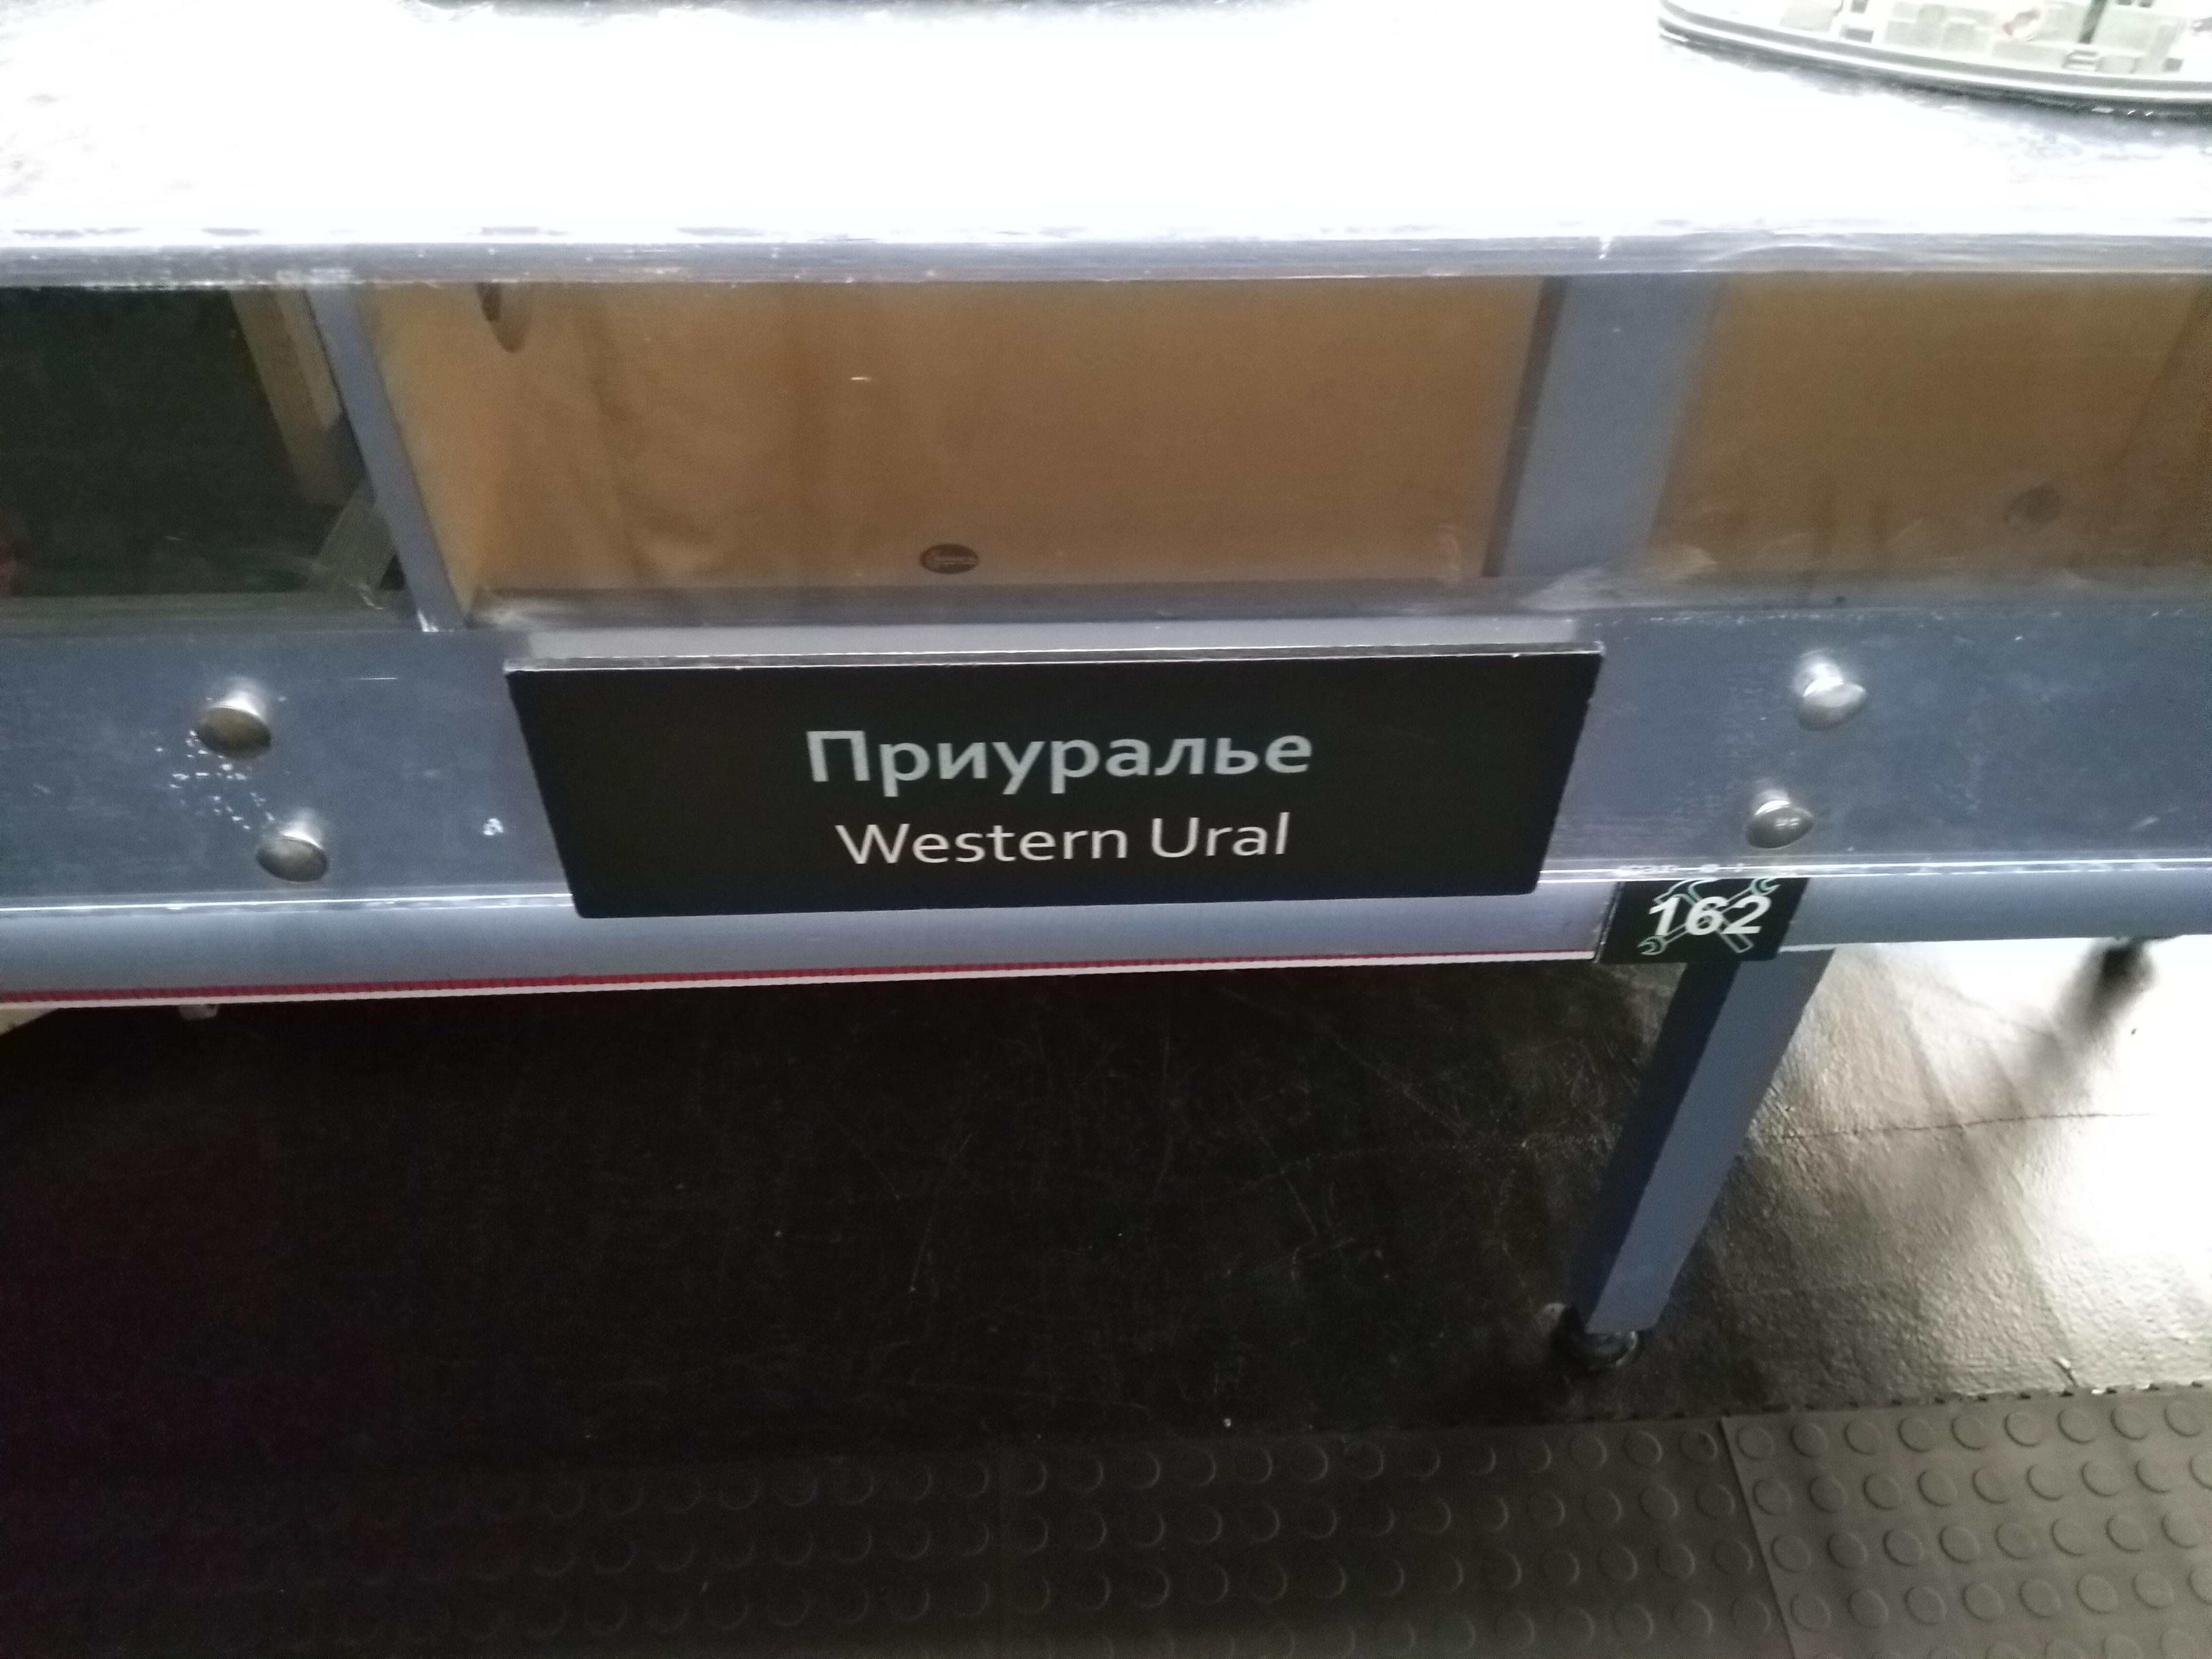 Приуралье
Western Ural
162